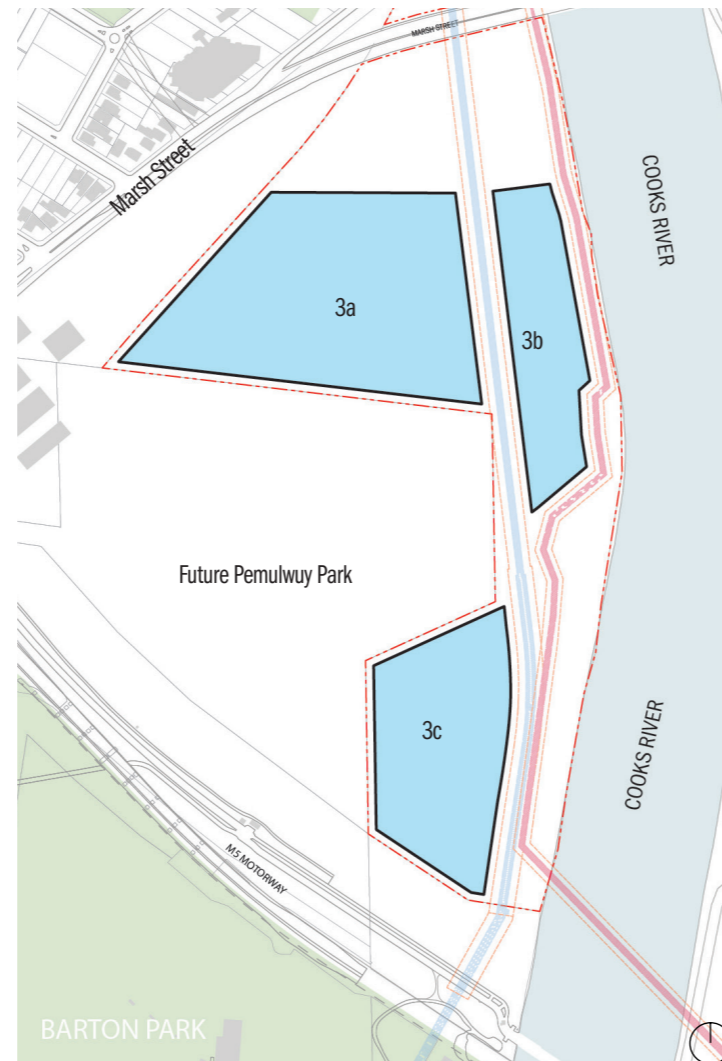 MARSH STREET
Marsh Street
COOKS RIVER
3a
3b
Future Pemulwuy Park
3c
COOKS RIVER
M5 MOTORWAY
BARTON PARK